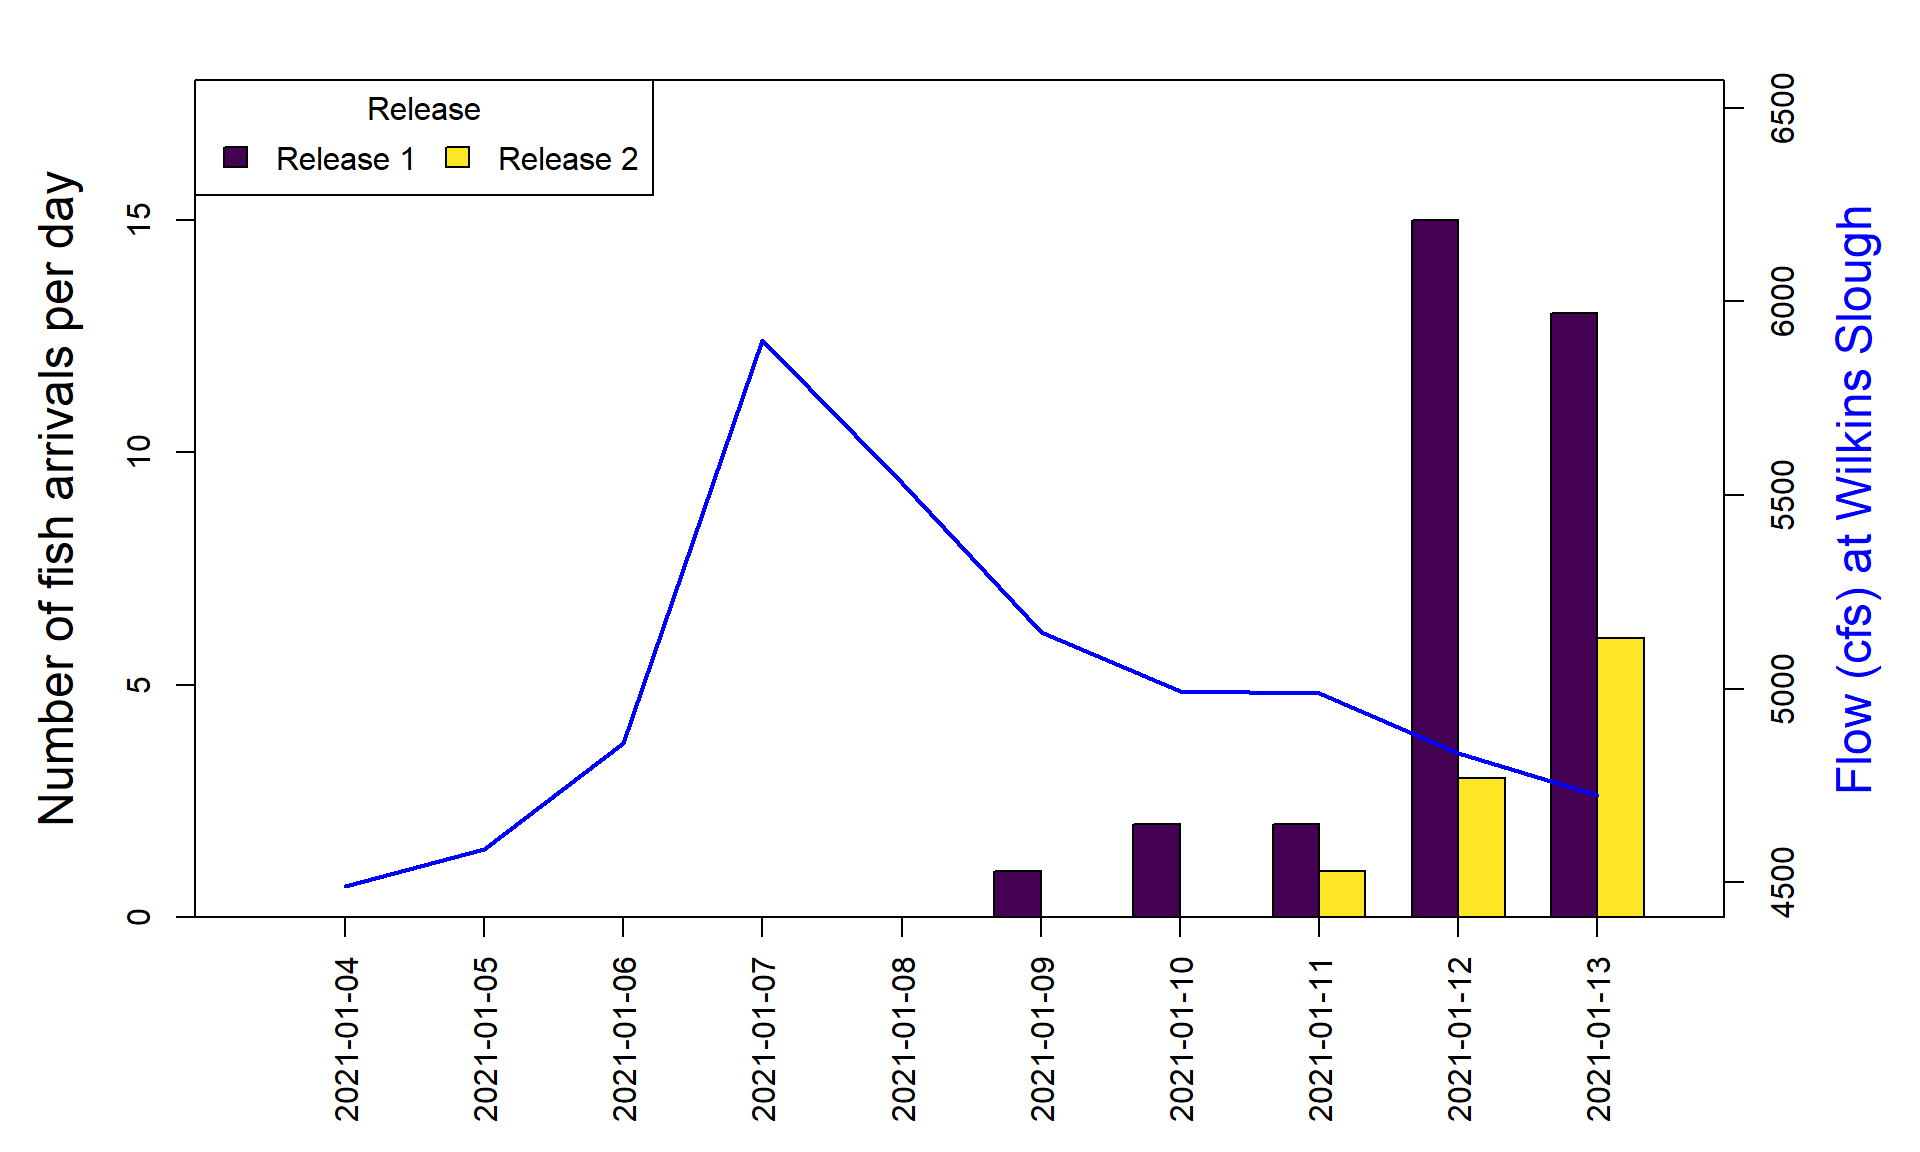 Release
Release 1 Release 2
Number of fish arrivals per day
0 5 10 15
4500 5000 5500 6000 6500
Flow (cfs) at Wilkins Slough
2021-01-04
2021-01-05
2021-01-06
2021-01-07
2021-01-08
2021-01-09
2021-01-10
2021-01-11
2021-01-12
2021-01-13